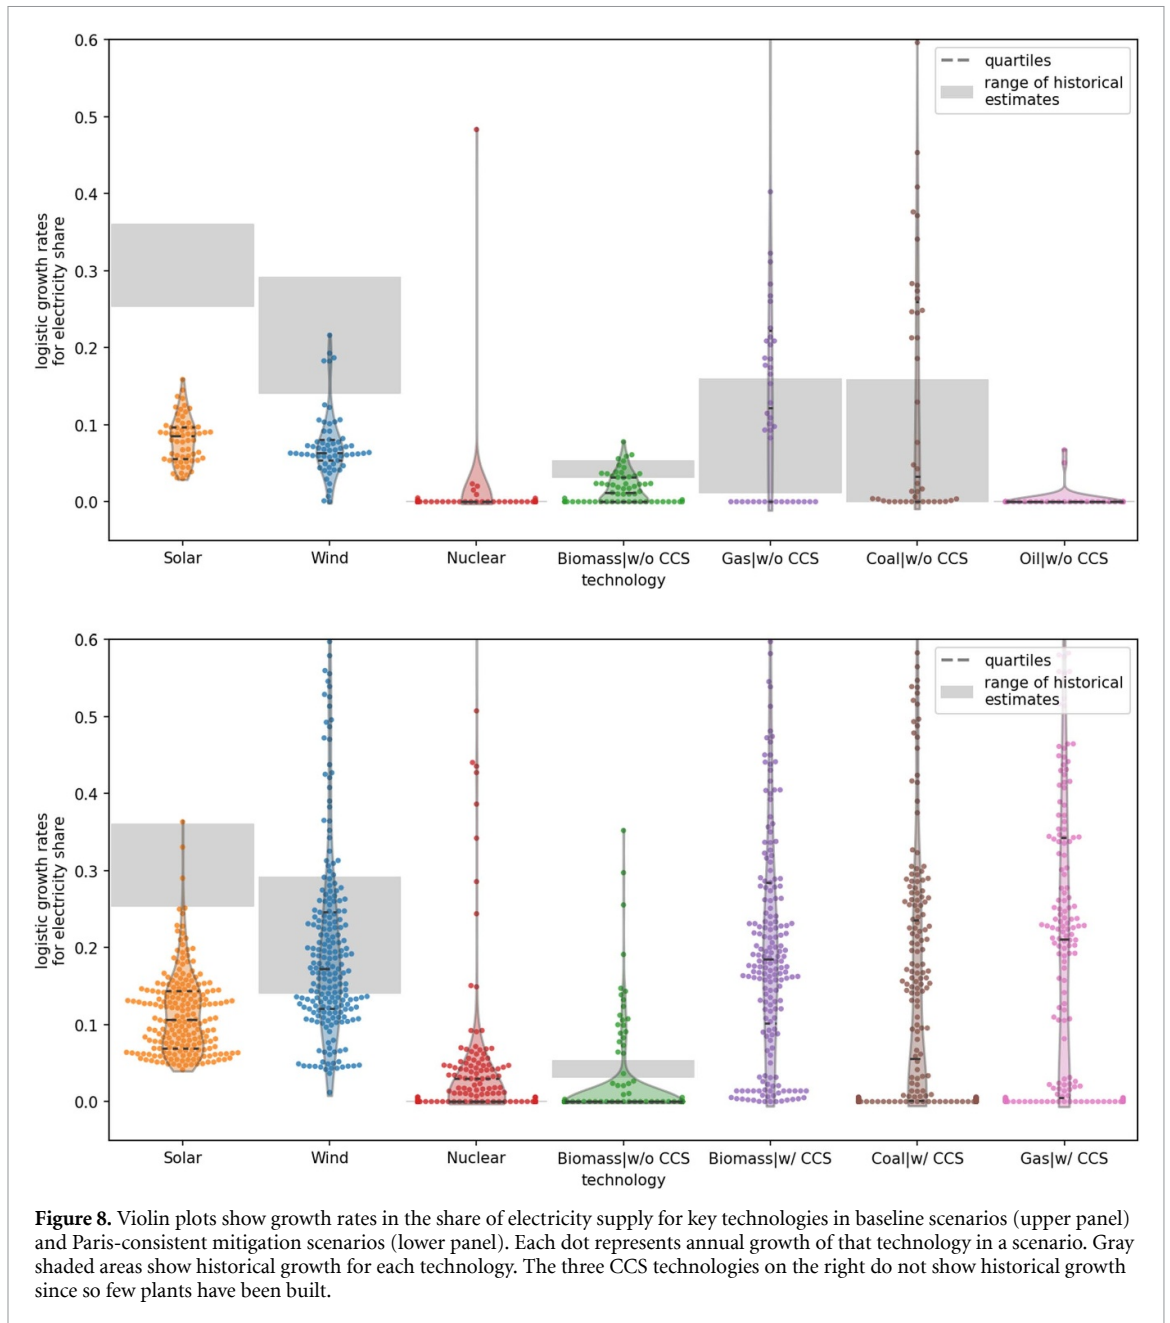 0.6
0.5
0.4
0.3
0.2
0.1
0.0
logistic growth rates
for electricity share
quartiles
range of historical
estimates
Solar
Wind
Nuclear
Biomass|w/o CCS
Gas|w/o CCS
Coal|w/o CCS
Oil|w/o CCS
technology
0.6
0.5
0.4
0.3
0.2
0.1
0.0
logistic growth rates
for electricity share
quartiles
range of historical
estimates
Solar
Wind
Nuclear
Biomass|w/o CCS
Biomass|w/ CCS
Coal|w/ CCS
Gas|w/ CCS
technology
Figure 8. Violin plots show growth rates in the share of electricity supply for key technologies in baseline scenarios (upper panel)
and Paris-consistent mitigation scenarios (lower panel). Each dot represents annual growth of that technology in a scenario. Gray
shaded areas show historical growth for each technology. The three CCS technologies on the right do not show historical growth
since so few plants have been built.